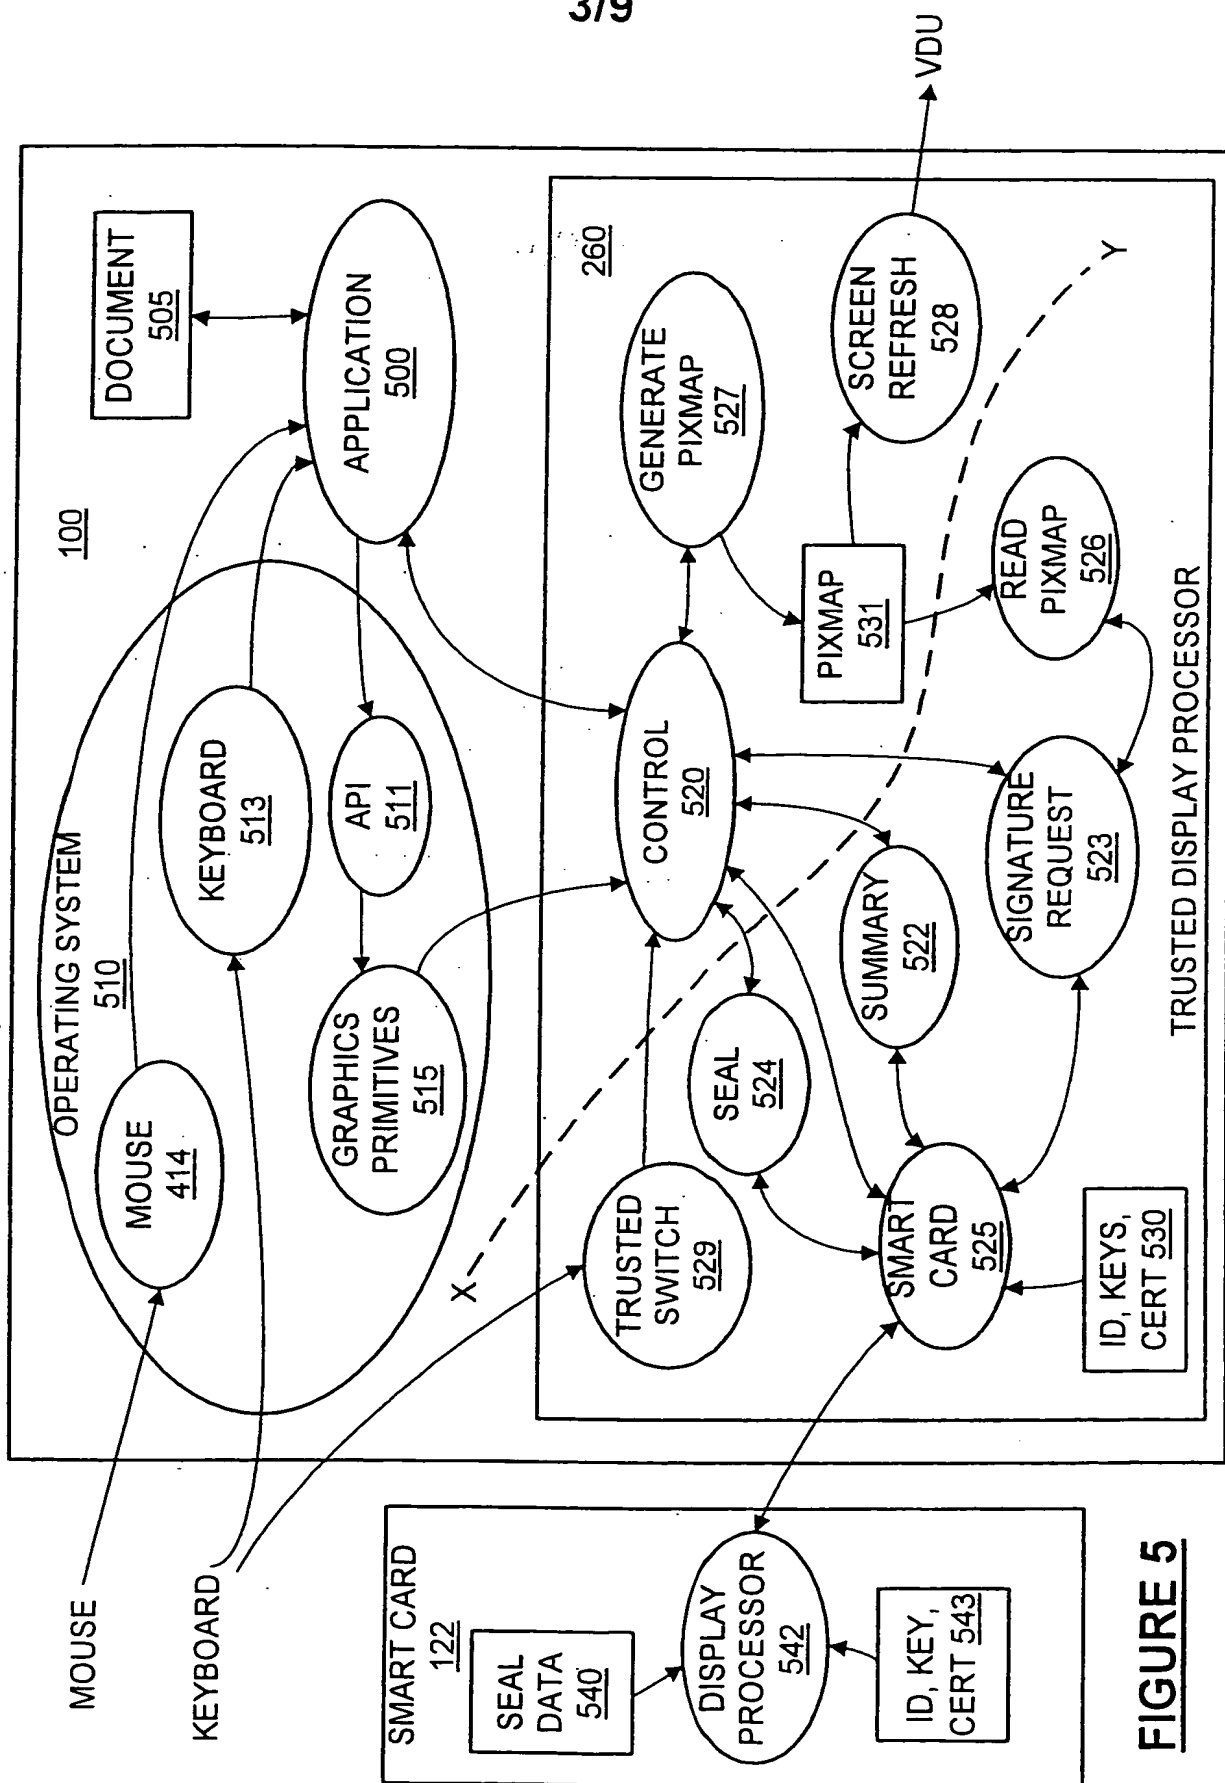 3/9
MOUSE
KEYBOARD
100
OPERATING SYSTEM
510
MOUSE
414
KEYBOARD
513
API
511
GRAPHICS
PRIMITIVES
515
DOCUMENT
505
APPLICATION
500
X
Y
260
TRUSTED
SWITCH
529
CONTROL
520
GENERATE
PIXMAP
527
PIXMAP
531
SCREEN
REFRESH
528
VDU
SEAL
524
SUMMARY
522
SIGNATURE
REQUEST
523
READ
PIXMAP
526
SMART
CARD
525
ID, KEYS,
CERT 530
TRUSTED DISPLAY PROCESSOR
SMART CARD
122
SEAL
DATA
540
DISPLAY
PROCESSOR
542
ID, KEY,
CERT 543
FIGURE 5